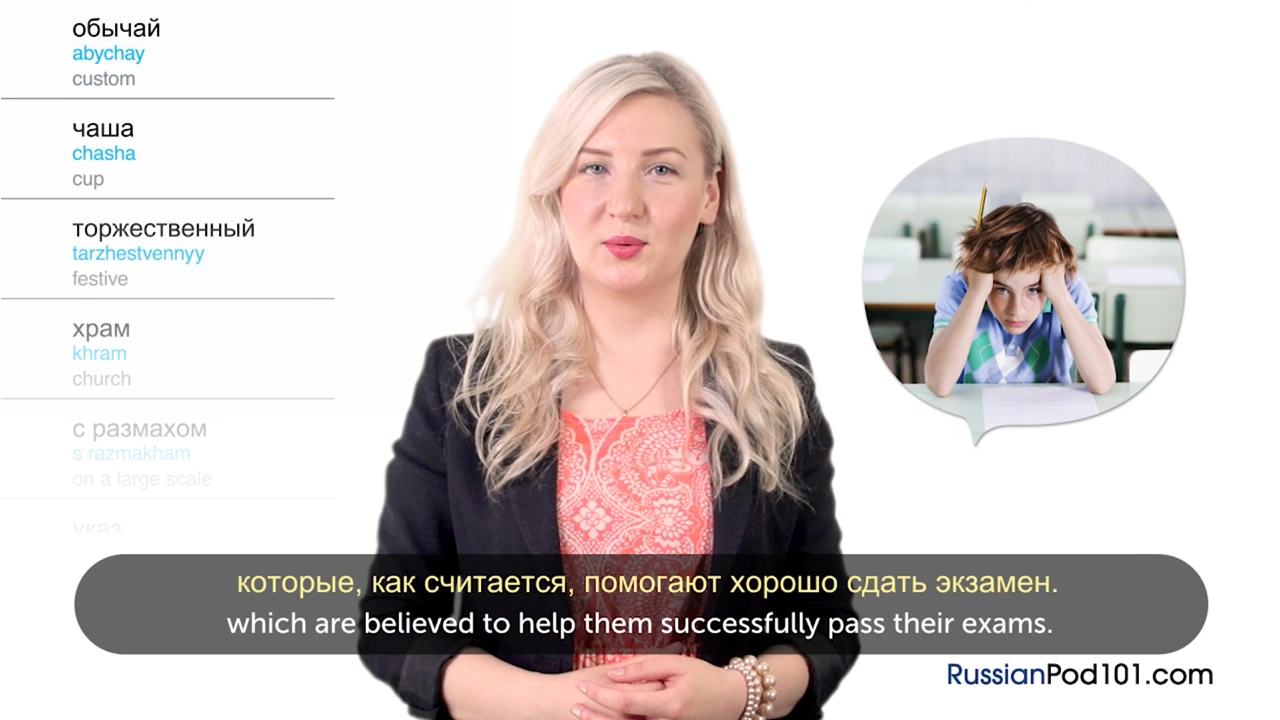 обычай
abychay
custom
чаша
chasha
cup
торжественный
tarzhestvennyy
festive
храм
khram
church
с размахом
s razmakham
on a large scale
указ
которые, как считается, помогают хорошо сдать экзамен.
which are believed to help them successfully pass their exams.
RussianPod101.com